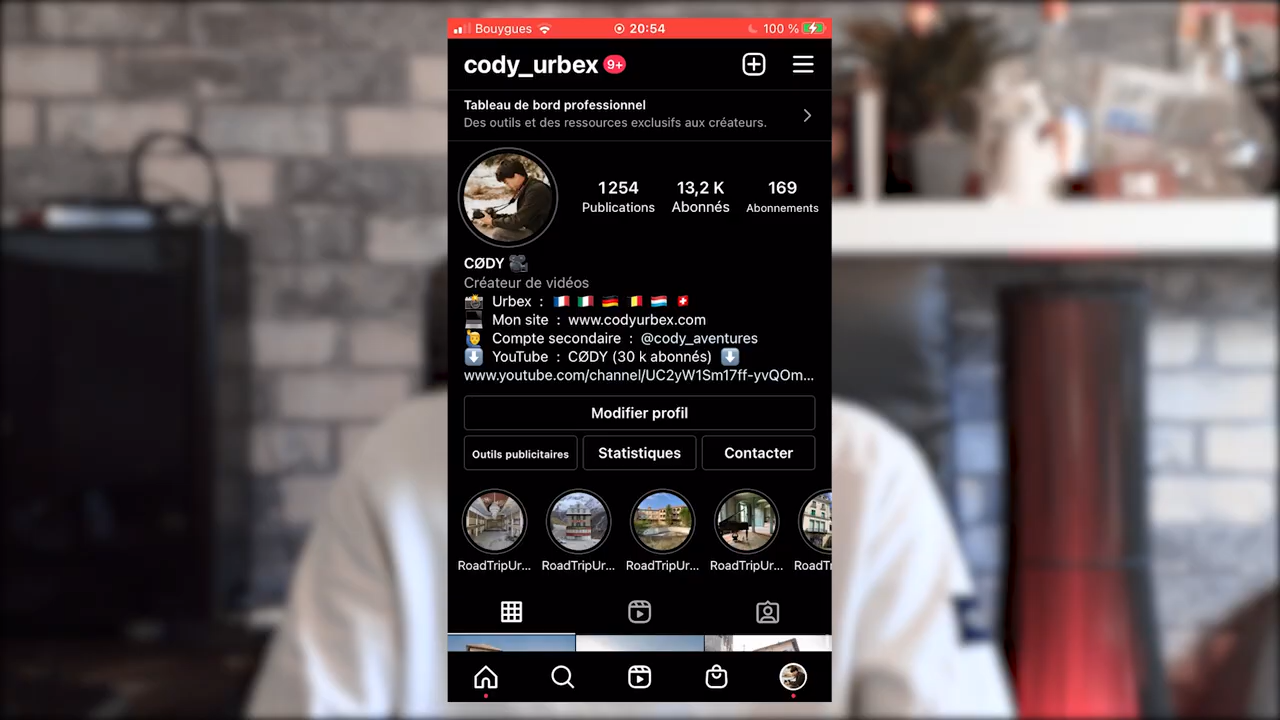 Bouygues 20:54 100 %
cody_urbex 9+
Tableau de bord professionnel
Des outils et des ressources exclusifs aux créateurs.
1 254 13,2 K 169
Publications Abonnés Abonnements
CØDY 🎥
Créateur de vidéos
📸 Urbex : 🇫🇷 🇮🇹 🇩🇪 🇧🇪 🇱🇺 🇨🇭
💻 Mon site : www.codyurbex.com
🙋‍♂️ Compte secondaire : @cody_aventures
⬇️ YouTube : CØDY (30 k abonnés) ⬇️
www.youtube.com/channel/UC2yW1Sm17ff-yvQOm...
Modifier profil
Outils publicitaires Statistiques Contacter
RoadTripUr... RoadTripUr... RoadTripUr... RoadTripUr... RoadT